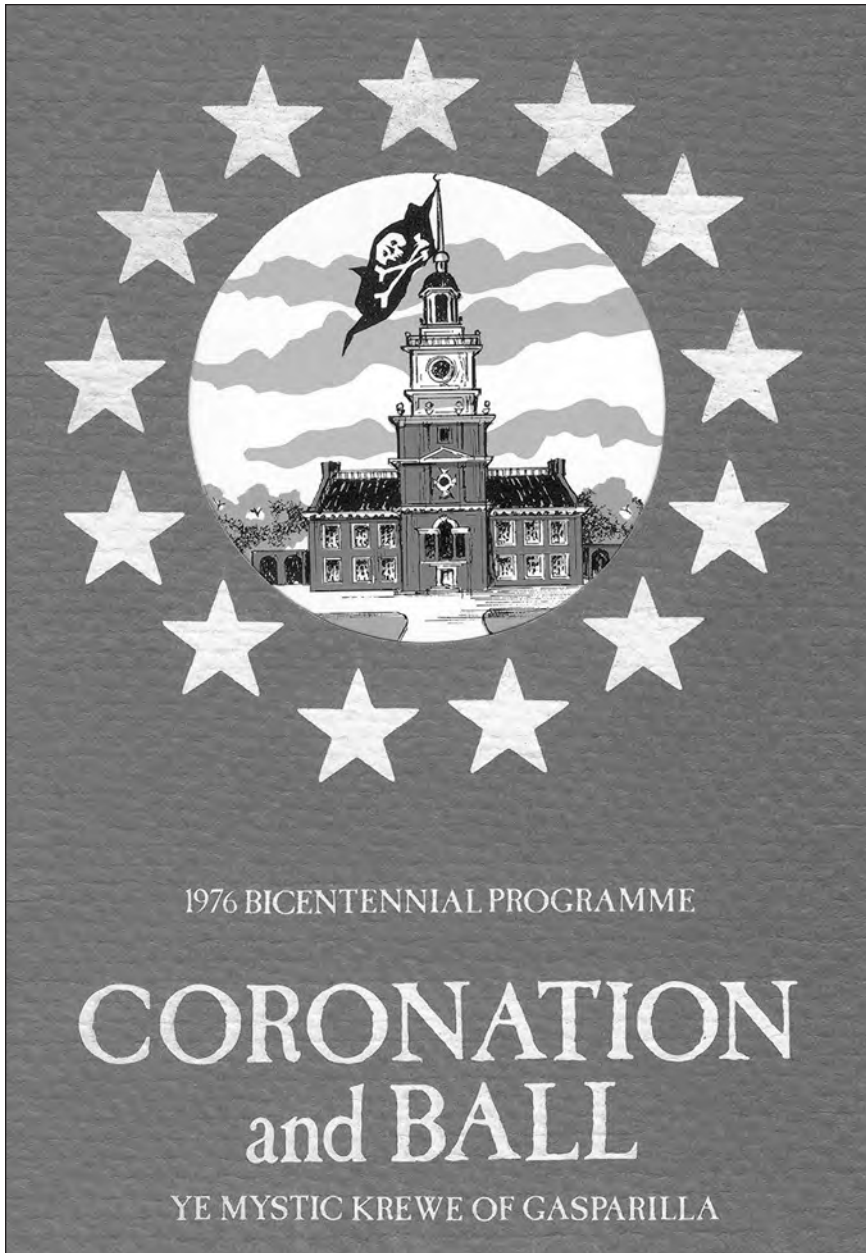 1976 BICENTENNIAL PROGRAMME
CORONATION
and BALL
YE MYSTIC KREWE OF GASPARILLA